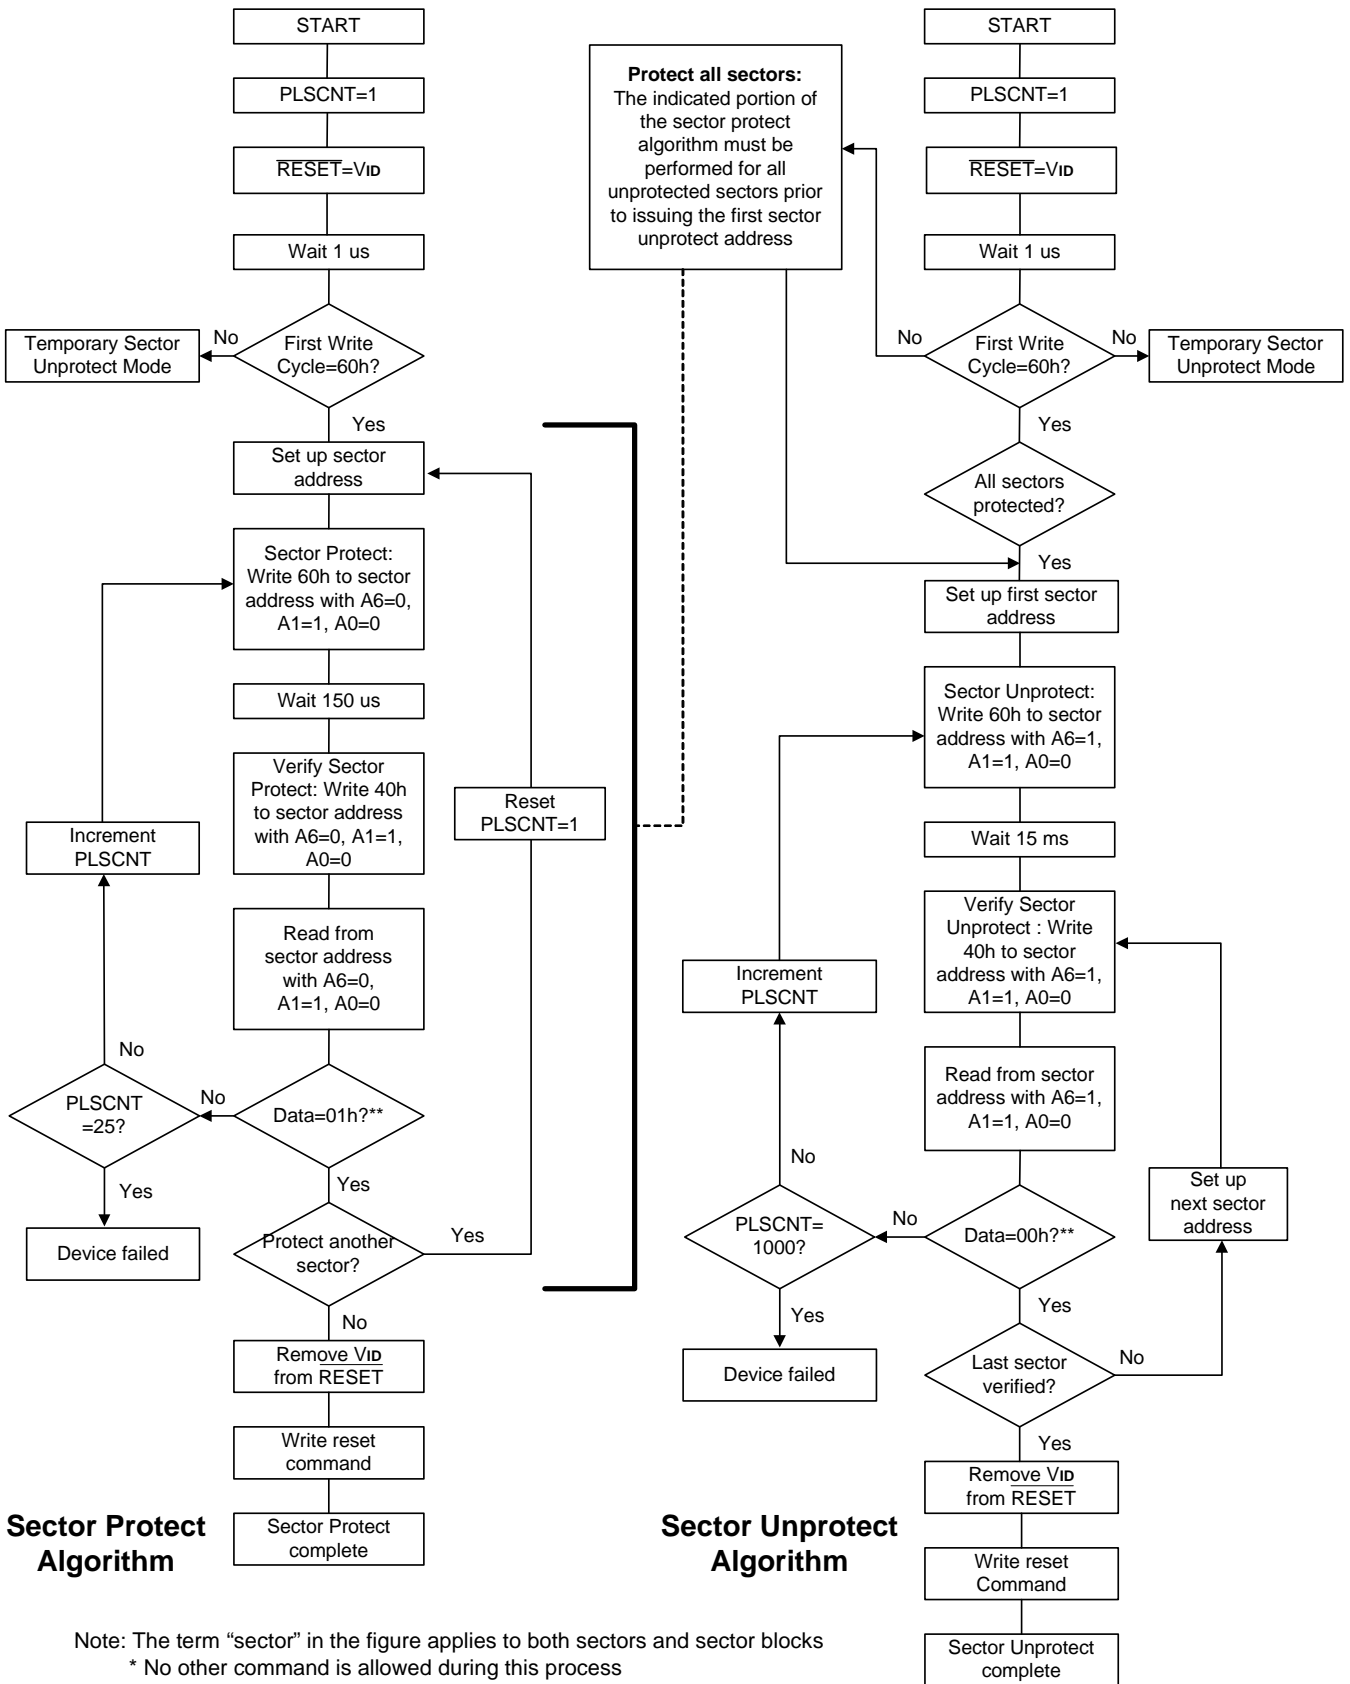 START
PLSCNT=1
RESET=VID
Wait 1 us
First Write
Cycle=60h?
No
Temporary Sector
Unprotect Mode
Yes
Set up sector
address
Sector Protect:
Write 60h to sector
address with A6=0,
A1=1, A0=0
Wait 150 us
Verify Sector
Protect: Write 40h
to sector address
with A6=0, A1=1,
A0=0
Reset
PLSCNT=1
Increment
PLSCNT
Read from
sector address
with A6=0,
A1=1, A0=0
No
PLSCNT
=25?
No
Data=01h?**
Yes
Device failed
Yes
Protect another
sector?
Yes
No
Remove VID
from RESET
Write reset
command
Sector Protect
complete
Sector Protect
Algorithm
Protect all sectors:
The indicated portion of
the sector protect
algorithm must be
performed for all
unprotected sectors prior
to issuing the first sector
unprotect address
START
PLSCNT=1
RESET=VID
Wait 1 us
No
First Write
Cycle=60h?
No
Temporary Sector
Unprotect Mode
Yes
All sectors
protected?
Yes
Set up first sector
address
Sector Unprotect:
Write 60h to sector
address with A6=1,
A1=1, A0=0
Wait 15 ms
Verify Sector
Unprotect : Write
40h to sector
address with A6=1,
A1=1, A0=0
Increment
PLSCNT
Read from sector
address with A6=1,
A1=1, A0=0
No
PLSCNT=
1000?
No
Data=00h?**
Set up
next sector
address
Yes
Device failed
Yes
Last sector
verified?
No
Yes
Remove VID
from RESET
Write reset
Command
Sector Unprotect
complete
Sector Unprotect
Algorithm
Note: The term “sector” in the figure applies to both sectors and sector blocks
* No other command is allowed during this process